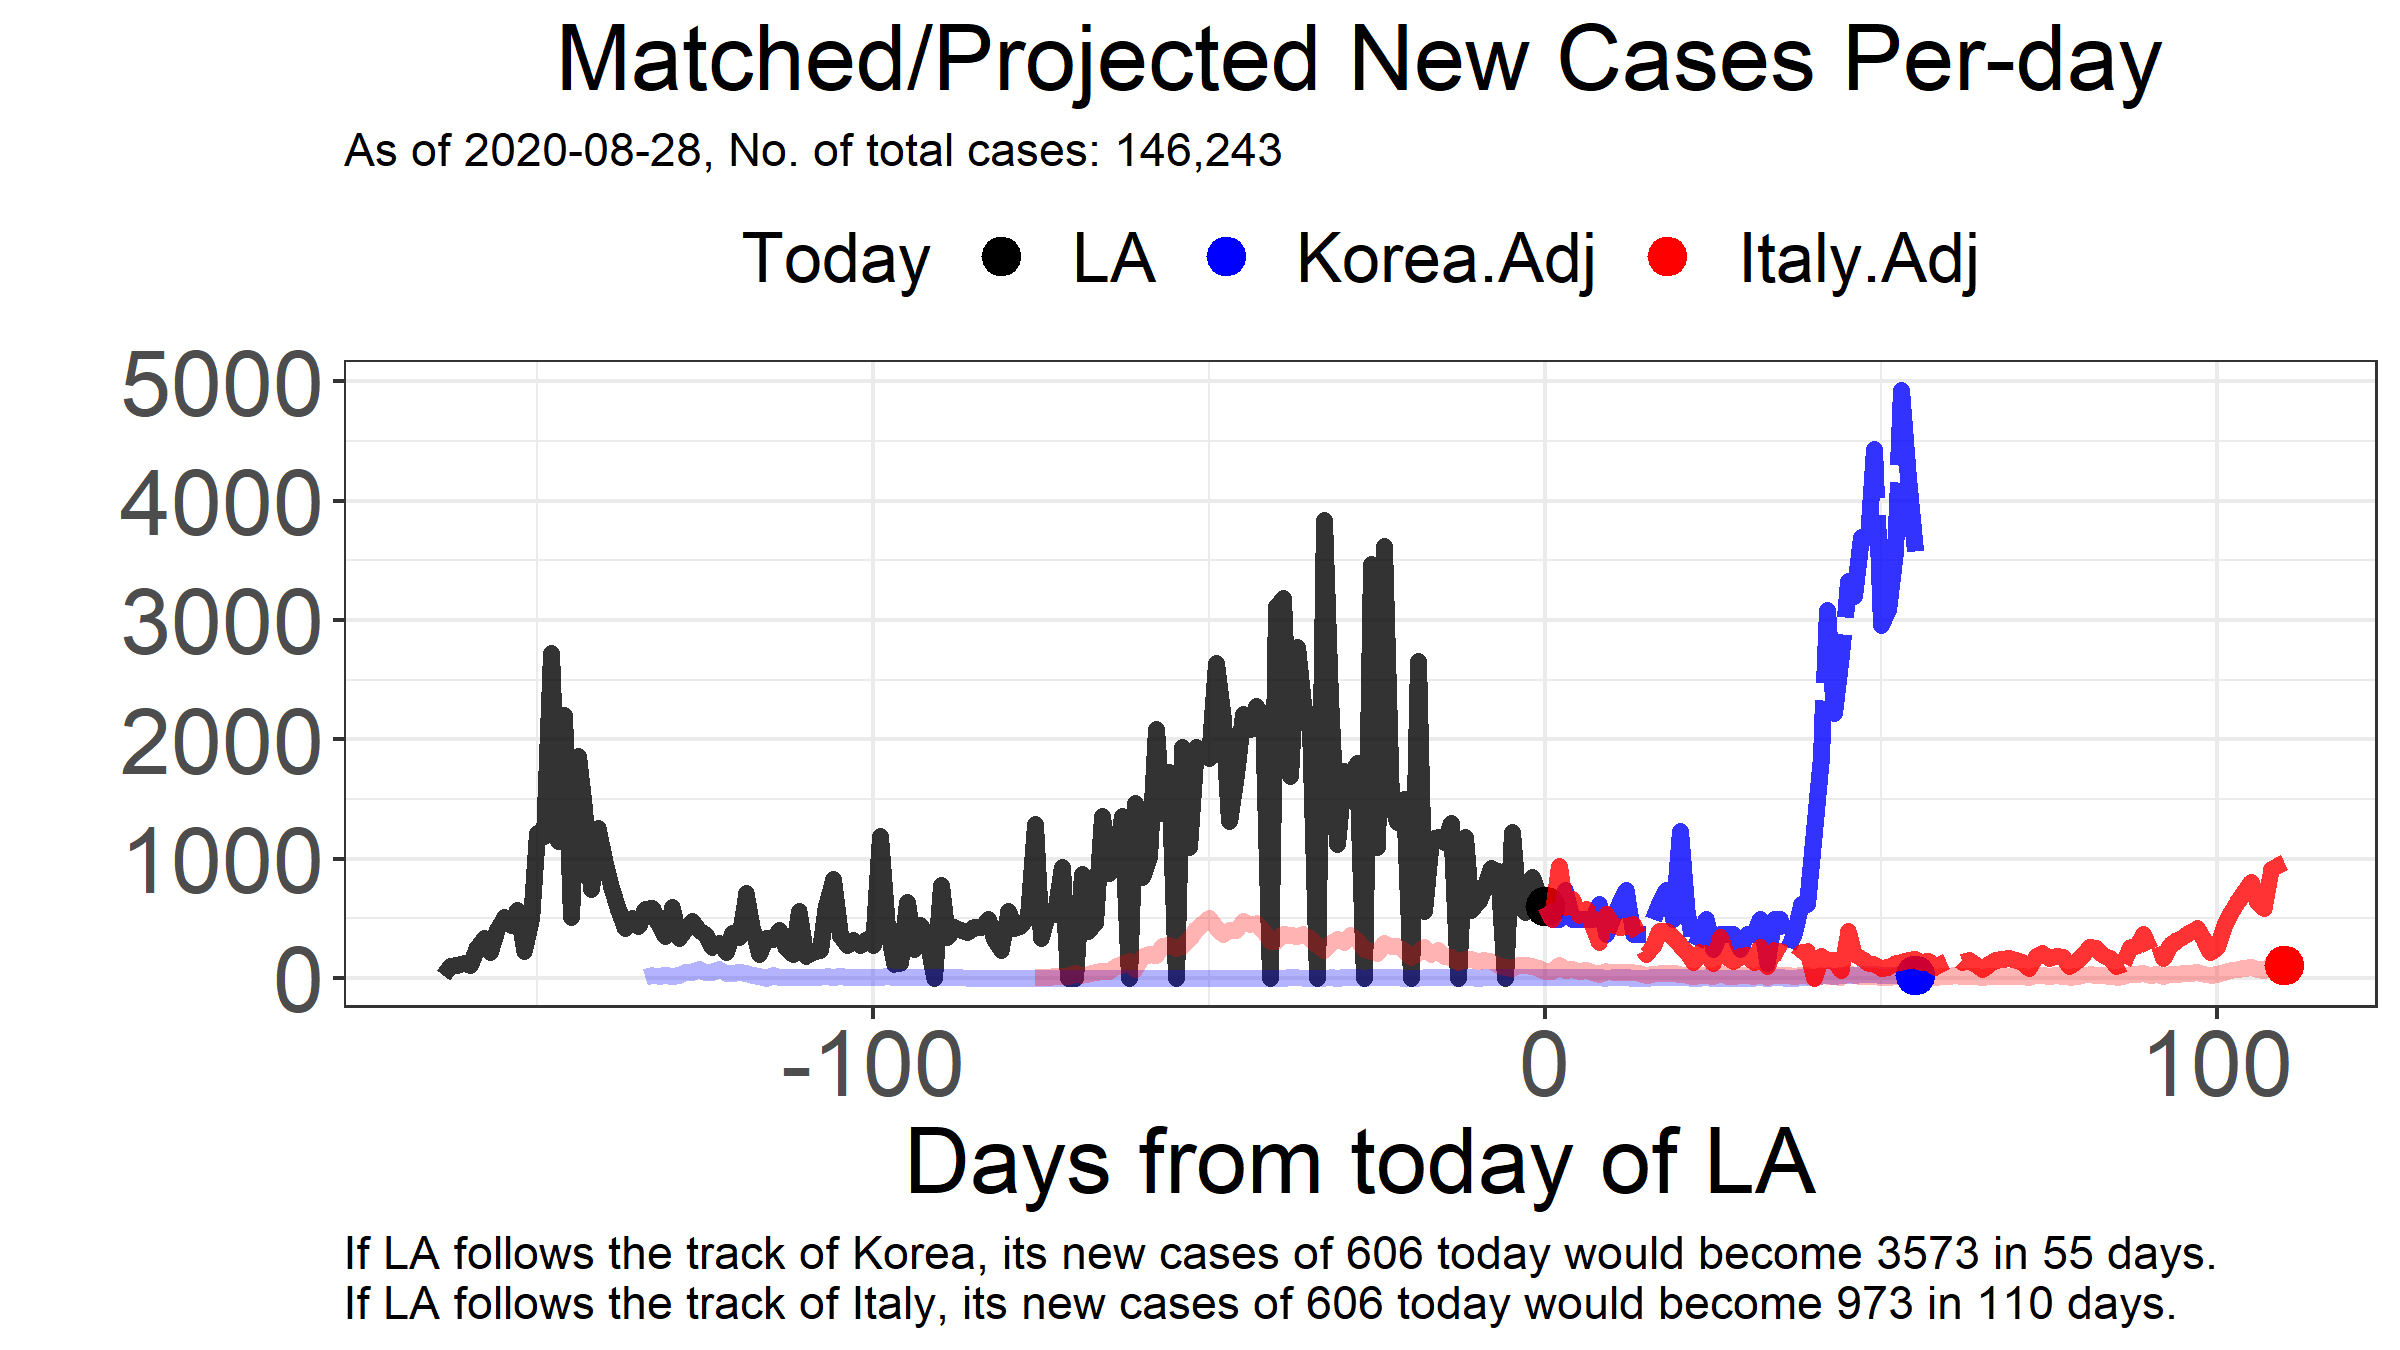 Matched/Projected New Cases Per-day
As of 2020-08-28, No. of total cases: 146,243
Today LA Korea.Adj Italy.Adj
5000
4000
3000
2000
1000
0
-100 0 100
Days from today of LA
If LA follows the track of Korea, its new cases of 606 today would become 3573 in 55 days.
If LA follows the track of Italy, its new cases of 606 today would become 973 in 110 days.